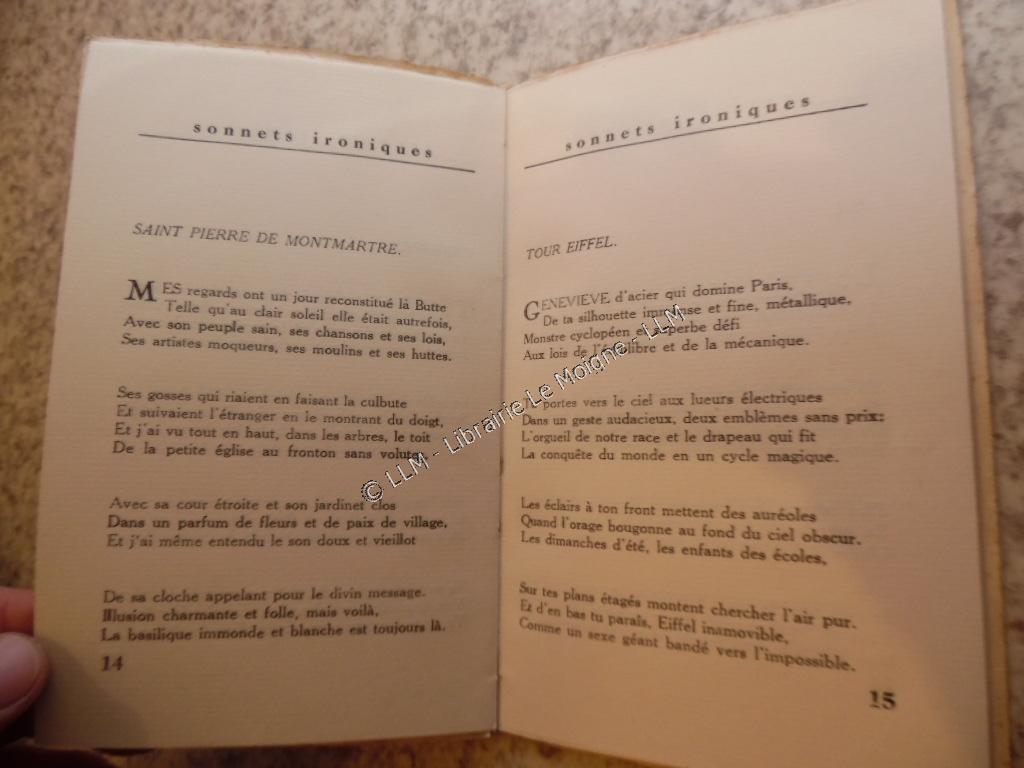 sonnets ironiques
SAINT PIERRE DE MONTMARTRE.
MES regards ont un jour reconstitué la Butte
Telle qu'au clair soleil elle était autrefois,
Avec son peuple sain, ses chansons et ses lois,
Ses artistes moqueurs, ses moulins et ses huttes.
Ses gosses qui riaient en faisant la culbute
Et suivaient l'étranger en le montrant du doigt,
Et j'ai vu tout en haut, dans les arbres, le toit
De la petite église au fronton sans volutes
Avec sa cour étroite et son jardinet clos
Dans un parfum de fleurs et de paix de village,
Et j'ai même entendu le son doux et vieillot
De sa cloche appelant pour le divin message.
Illusion charmante et folle, mais voilà,
La basilique immonde et blanche est toujours là.
14
sonnets ironiques
TOUR EIFFEL.
GENEVIEVE d'acier qui domine Paris,
De ta silhouette immense et fine, métallique,
Monstre cyclopéen et superbe défi
Aux lois de l'équilibre et de la mécanique.
portes vers le ciel aux lueurs électriques
Dans un geste audacieux, deux emblèmes sans prix:
L'orgueil de notre race et le drapeau qui fit
La conquête du monde en un cycle magique.
Les éclairs à ton front mettent des auréoles
Quand l'orage bougonne au fond du ciel obscur.
Les dimanches d'été, les enfants des écoles,
Sur tes plans étagés montent chercher l'air pur.
Et d'en bas tu paraîs, Eiffel inamovible,
Comme un sexe géant bandé vers l'impossible.
15
© LLM - Librairie Le Moigne - LLM